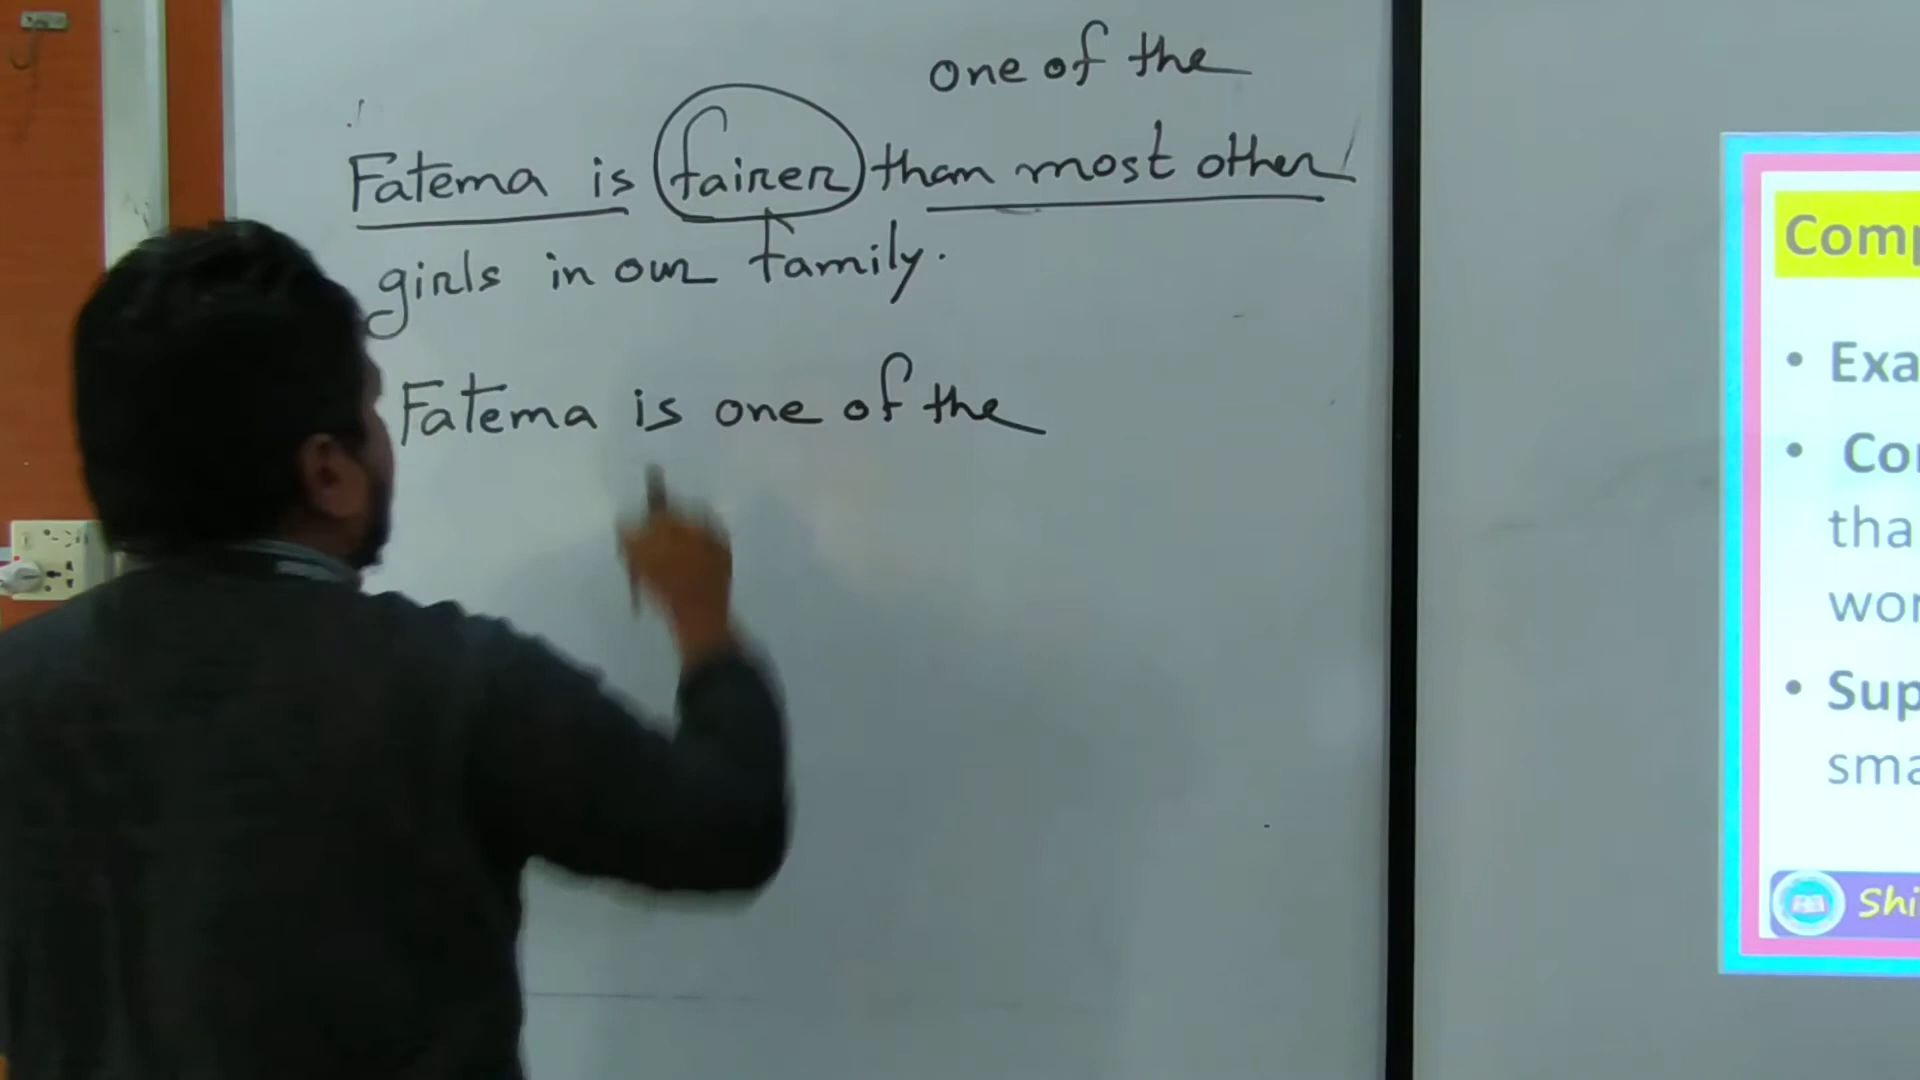 one of the
Fatema is fairer than most other
girls in our family.
Fatema is one of the
Comp
• Exa
• Con
tha
wor
• Sup
sma
Shi